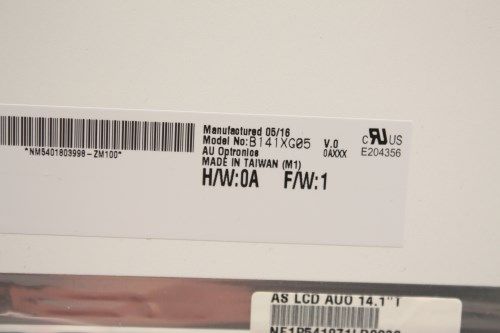 Manufactured 05/16
Model No:B141XG05 V.0
AU Optronics 0AXXX
MADE IN TAIWAN (M1)
H/W:0A F/W:1
c RU US
E204356
*NM5401803998-ZM100*
AS LCD AUO 14.1"T